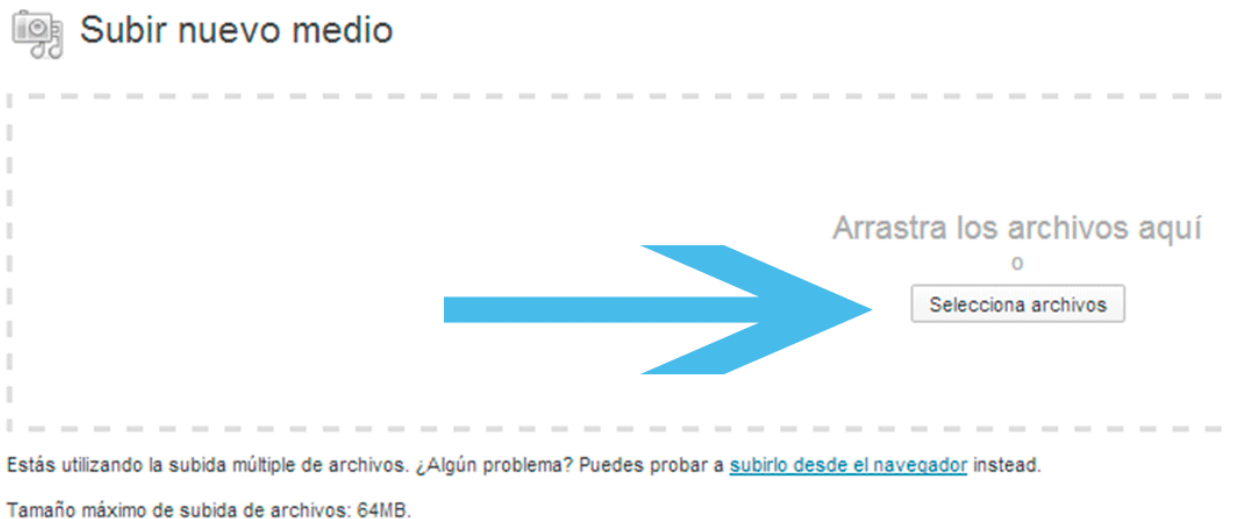 Subir nuevo medio
Arrastra los archivos aquí
o
Selecciona archivos
Estás utilizando la subida múltiple de archivos. ¿Algún problema? Puedes probar a subirlo desde el navegador instead.
Tamaño máximo de subida de archivos: 64MB.